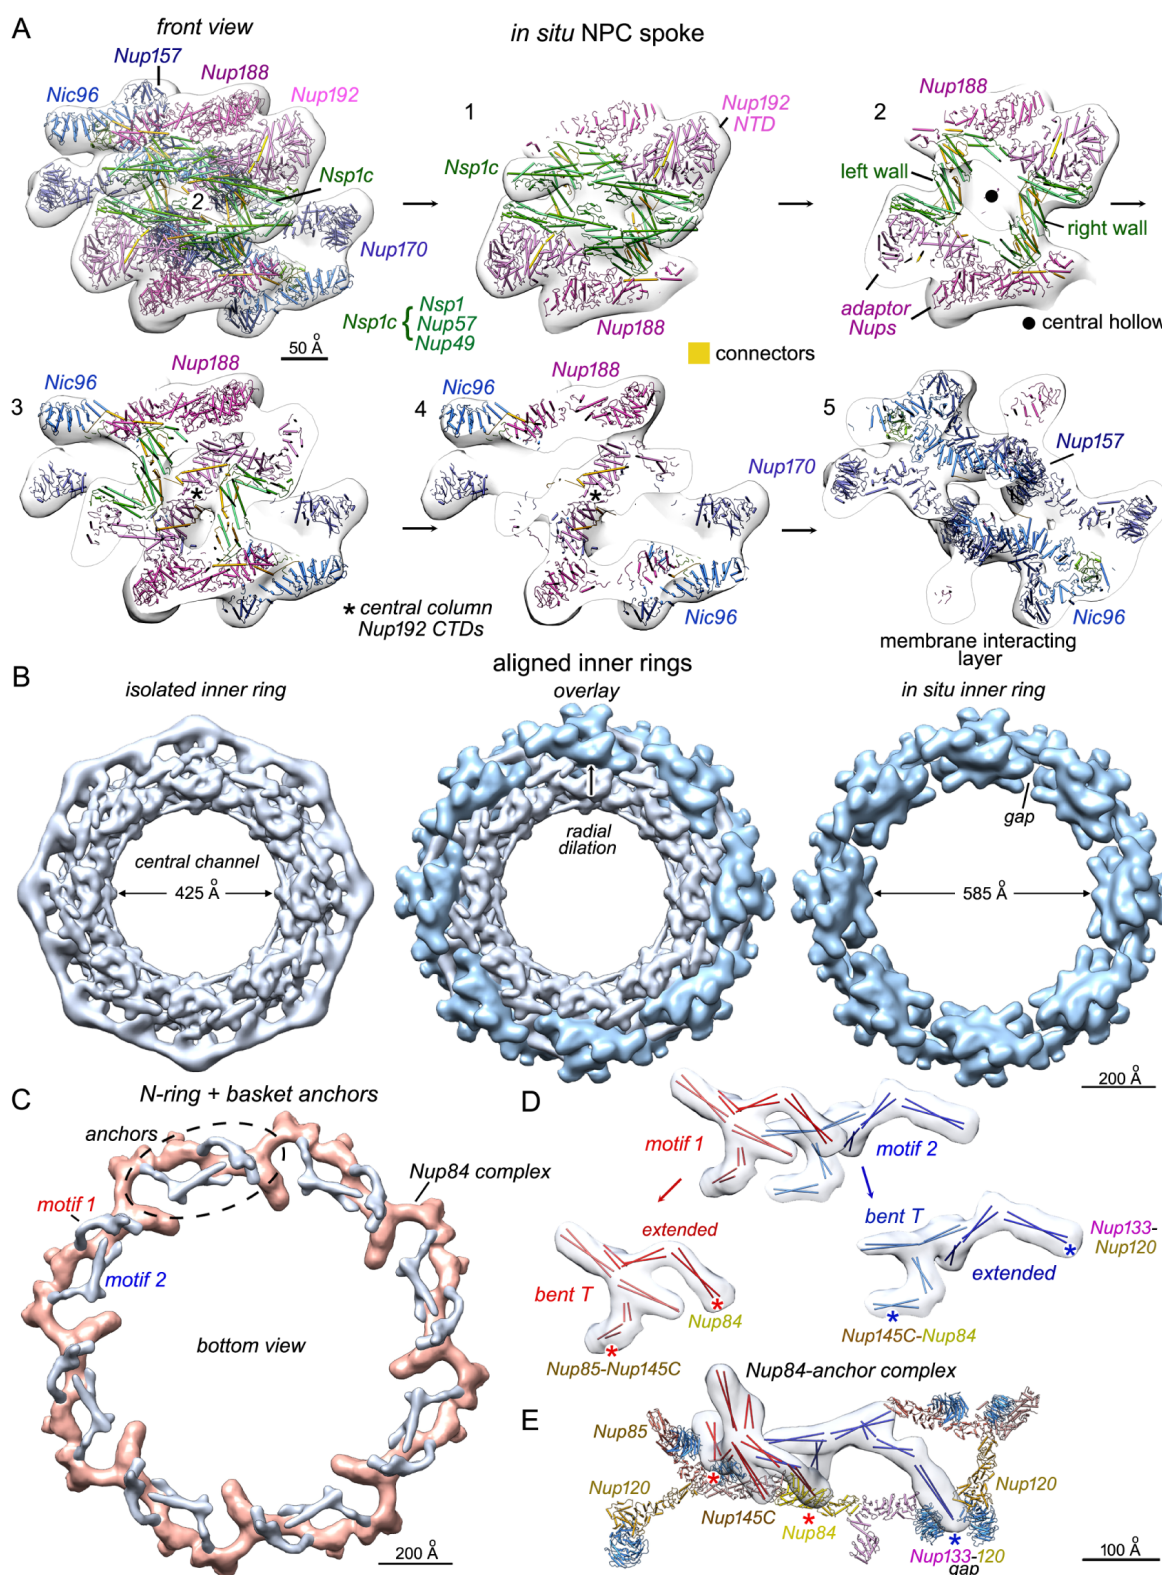 A
front view
in situ NPC spoke
Nup157
Nic96
Nup188
Nup192
Nsp1c
2
Nup170
50 Å
Nsp1c { Nsp1
Nup57
Nup49
1
Nup192
NTD
Nsp1c
Nup188
connectors
2
Nup188
left wall
right wall
adaptor
Nups
central hollow
3
Nic96
Nup188
*
* central column
Nup192 CTDs
4
Nic96
Nup188
*
Nic96
5
Nup170
Nup157
Nic96
membrane interacting
layer
B
aligned inner rings
isolated inner ring
overlay
in situ inner ring
central channel
425 Å
radial
dilation
gap
585 Å
200 Å
C
N-ring + basket anchors
anchors
Nup84 complex
motif 1
motif 2
bottom view
200 Å
D
motif 1
motif 2
extended
bent T
*
Nup84
*
Nup85-Nup145C
bent T
extended
*
Nup133-
Nup120
*
Nup145C-Nup84
E
Nup84-anchor complex
Nup85
Nup120
*
Nup145C
Nup84
*
Nup120
*
Nup133-120
gap
100 Å